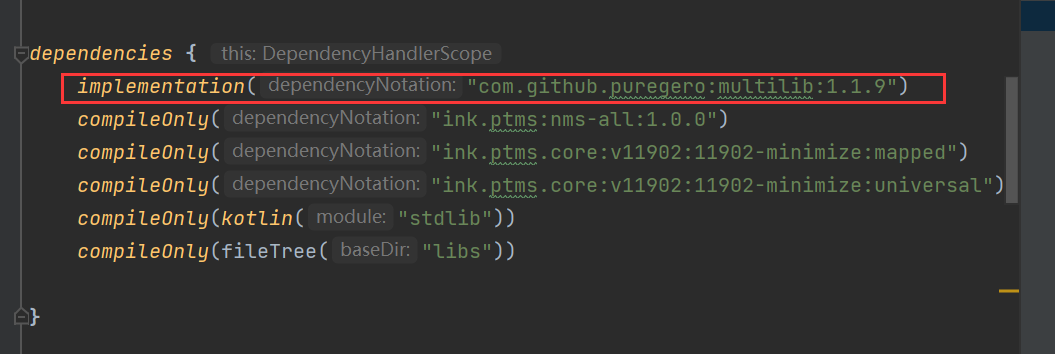 dependencies { this: DependencyHandlerScope
implementation( dependencyNotation: "com.github.puregero:multilib:1.1.9")
compileOnly( dependencyNotation: "ink.ptms:nms-all:1.0.0")
compileOnly( dependencyNotation: "ink.ptms.core:v11902:11902-minimize:mapped")
compileOnly( dependencyNotation: "ink.ptms.core:v11902:11902-minimize:universal")
compileOnly(kotlin( module: "stdlib"))
compileOnly(fileTree( baseDir: "libs"))
}